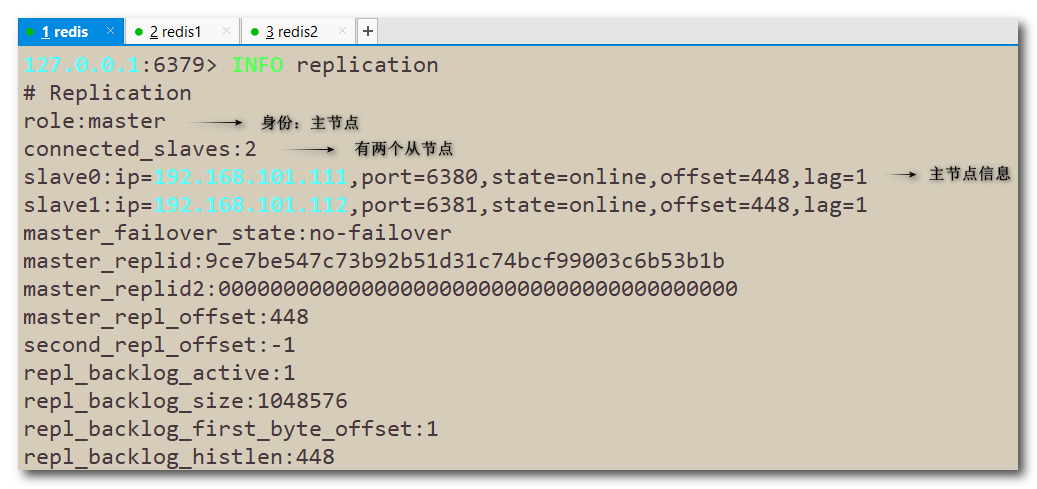 1 redis × 2 redis1 × 3 redis2 × +
127.0.0.1:6379> INFO replication
# Replication
role:master 身份：主节点
connected_slaves:2 有两个从节点
slave0:ip=192.168.101.111,port=6380,state=online,offset=448,lag=1 主节点信息
slave1:ip=192.168.101.112,port=6381,state=online,offset=448,lag=1
master_failover_state:no-failover
master_replid:9ce7be547c73b92b51d31c74bcf99003c6b53b1b
master_replid2:0000000000000000000000000000000000000000
master_repl_offset:448
second_repl_offset:-1
repl_backlog_active:1
repl_backlog_size:1048576
repl_backlog_first_byte_offset:1
repl_backlog_histlen:448